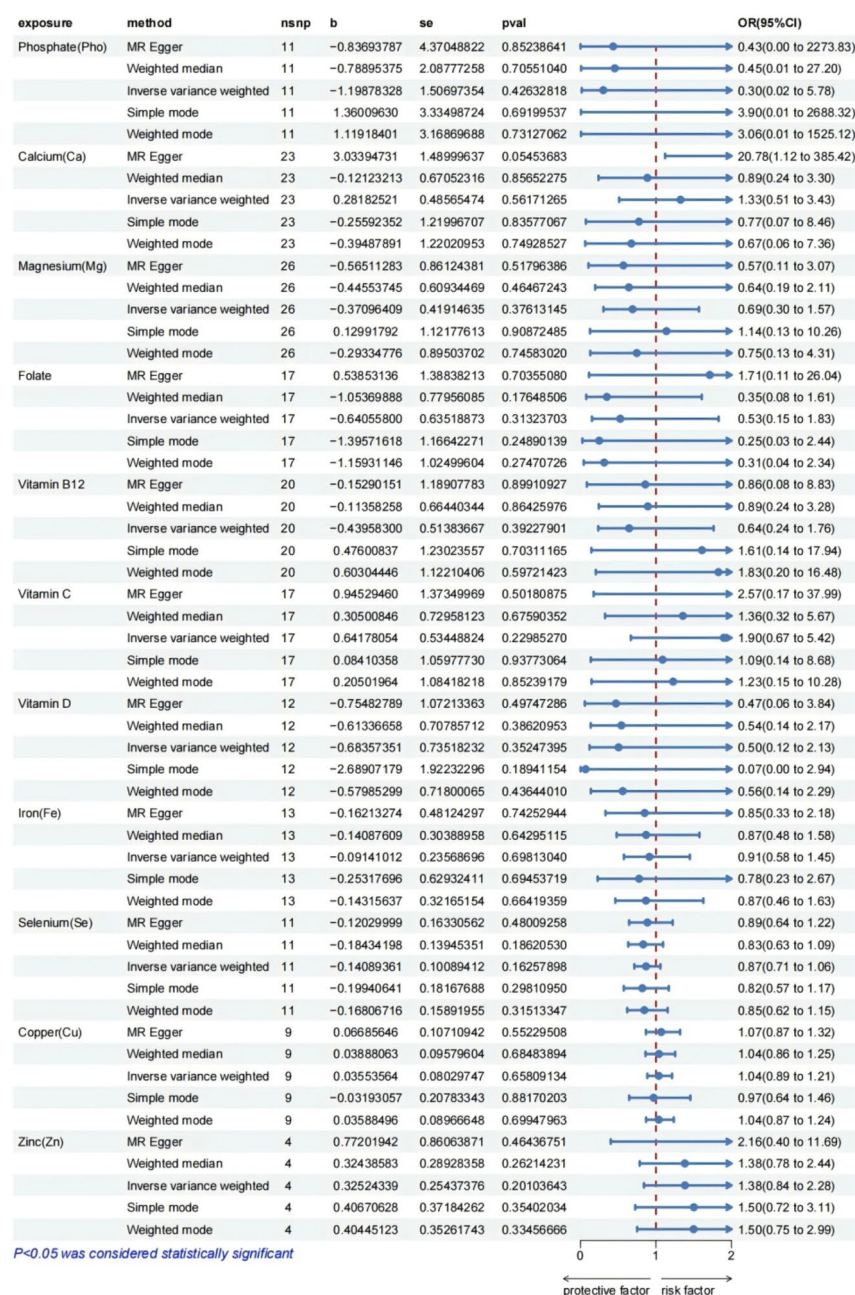 exposure method nsnp b se pval OR(95%CI)
Phosphate(Pho) MR Egger 11 −0.83693787 4.37048822 0.85238641 0.43(0.00 to 2273.83)
Weighted median 11 −0.78895375 2.08777258 0.70551040 0.45(0.01 to 27.20)
Inverse variance weighted 11 −1.19878328 1.50697354 0.42632818 0.30(0.02 to 5.78)
Simple mode 11 1.36009630 3.33498724 0.69199537 3.90(0.01 to 2688.32)
Weighted mode 11 1.11918401 3.16869688 0.73127062 3.06(0.01 to 1525.12)
Calcium(Ca) MR Egger 23 3.03394731 1.48999637 0.05453683 20.78(1.12 to 385.42)
Weighted median 23 −0.12123213 0.67052316 0.85652275 0.89(0.24 to 3.30)
Inverse variance weighted 23 0.28182521 0.48565474 0.56171265 1.33(0.51 to 3.43)
Simple mode 23 −0.25592352 1.21996707 0.83577067 0.77(0.07 to 8.46)
Weighted mode 23 −0.39487891 1.22020953 0.74928527 0.67(0.06 to 7.36)
Magnesium(Mg) MR Egger 26 −0.56511283 0.86124381 0.51796386 0.57(0.11 to 3.07)
Weighted median 26 −0.44553745 0.60934469 0.46467243 0.64(0.19 to 2.11)
Inverse variance weighted 26 −0.37096409 0.41914635 0.37613145 0.69(0.30 to 1.57)
Simple mode 26 0.12991792 1.12177613 0.90872485 1.14(0.13 to 10.26)
Weighted mode 26 −0.29334776 0.89503702 0.74583020 0.75(0.13 to 4.31)
Folate MR Egger 17 0.53853136 1.38838213 0.70355080 1.71(0.11 to 26.04)
Weighted median 17 −1.05369888 0.77956085 0.17648506 0.35(0.08 to 1.61)
Inverse variance weighted 17 −0.64055800 0.63518873 0.31323703 0.53(0.15 to 1.83)
Simple mode 17 −1.39571618 1.16642271 0.24890139 0.25(0.03 to 2.44)
Weighted mode 17 −1.15931146 1.02499604 0.27470726 0.31(0.04 to 2.34)
Vitamin B12 MR Egger 20 −0.15290151 1.18907783 0.89910927 0.86(0.08 to 8.83)
Weighted median 20 −0.11358258 0.66440344 0.86425976 0.89(0.24 to 3.28)
Inverse variance weighted 20 −0.43958300 0.51383667 0.39227901 0.64(0.24 to 1.76)
Simple mode 20 0.47600837 1.23023557 0.70311165 1.61(0.14 to 17.94)
Weighted mode 20 0.60304446 1.12210406 0.59721423 1.83(0.20 to 16.48)
Vitamin C MR Egger 17 0.94529460 1.37349969 0.50180875 2.57(0.17 to 37.99)
Weighted median 17 0.30500846 0.72958123 0.67590352 1.36(0.32 to 5.67)
Inverse variance weighted 17 0.64178054 0.53448824 0.22985270 1.90(0.67 to 5.42)
Simple mode 17 0.08410358 1.05977730 0.93773064 1.09(0.14 to 8.68)
Weighted mode 17 0.20501964 1.08418218 0.85239179 1.23(0.15 to 10.28)
Vitamin D MR Egger 12 −0.75482789 1.07213363 0.49747286 0.47(0.06 to 3.84)
Weighted median 12 −0.61336658 0.70785712 0.38620953 0.54(0.14 to 2.17)
Inverse variance weighted 12 −0.68357351 0.73518232 0.35247395 0.50(0.12 to 2.13)
Simple mode 12 −2.68907179 1.92232296 0.18941154 0.07(0.00 to 2.94)
Weighted mode 12 −0.57985299 0.71800065 0.43644010 0.56(0.14 to 2.29)
Iron(Fe) MR Egger 13 −0.16213274 0.48124297 0.74252944 0.85(0.33 to 2.18)
Weighted median 13 −0.14087609 0.30388958 0.64295115 0.87(0.48 to 1.58)
Inverse variance weighted 13 −0.09141012 0.23568696 0.69813040 0.91(0.58 to 1.45)
Simple mode 13 −0.25317696 0.62932411 0.69453719 0.78(0.23 to 2.67)
Weighted mode 13 −0.14315637 0.32165154 0.66419359 0.87(0.46 to 1.63)
Selenium(Se) MR Egger 11 −0.12029999 0.16330562 0.48009258 0.89(0.64 to 1.22)
Weighted median 11 −0.18434198 0.13945351 0.18620530 0.83(0.63 to 1.09)
Inverse variance weighted 11 −0.14089361 0.10089412 0.16257898 0.87(0.71 to 1.06)
Simple mode 11 −0.19940641 0.18167688 0.29810950 0.82(0.57 to 1.17)
Weighted mode 11 −0.16806716 0.15891955 0.31513347 0.85(0.62 to 1.15)
Copper(Cu) MR Egger 9 0.06685646 0.10710942 0.55229508 1.07(0.87 to 1.32)
Weighted median 9 0.03888063 0.09579604 0.68483894 1.04(0.86 to 1.25)
Inverse variance weighted 9 0.03553564 0.08029747 0.65809134 1.04(0.89 to 1.21)
Simple mode 9 −0.03193057 0.20783343 0.88170203 0.97(0.64 to 1.46)
Weighted mode 9 0.03588496 0.08966648 0.69947963 1.04(0.87 to 1.24)
Zinc(Zn) MR Egger 4 0.77201942 0.86063871 0.46436751 2.16(0.40 to 11.69)
Weighted median 4 0.32438583 0.28928358 0.26214231 1.38(0.78 to 2.44)
Inverse variance weighted 4 0.32524339 0.25437376 0.20103643 1.38(0.84 to 2.28)
Simple mode 4 0.40670628 0.37184262 0.35402034 1.50(0.72 to 3.11)
Weighted mode 4 0.40445123 0.35261743 0.33456666 1.50(0.75 to 2.99)
P<0.05 was considered statistically significant
0 1 2
protective factor risk factor